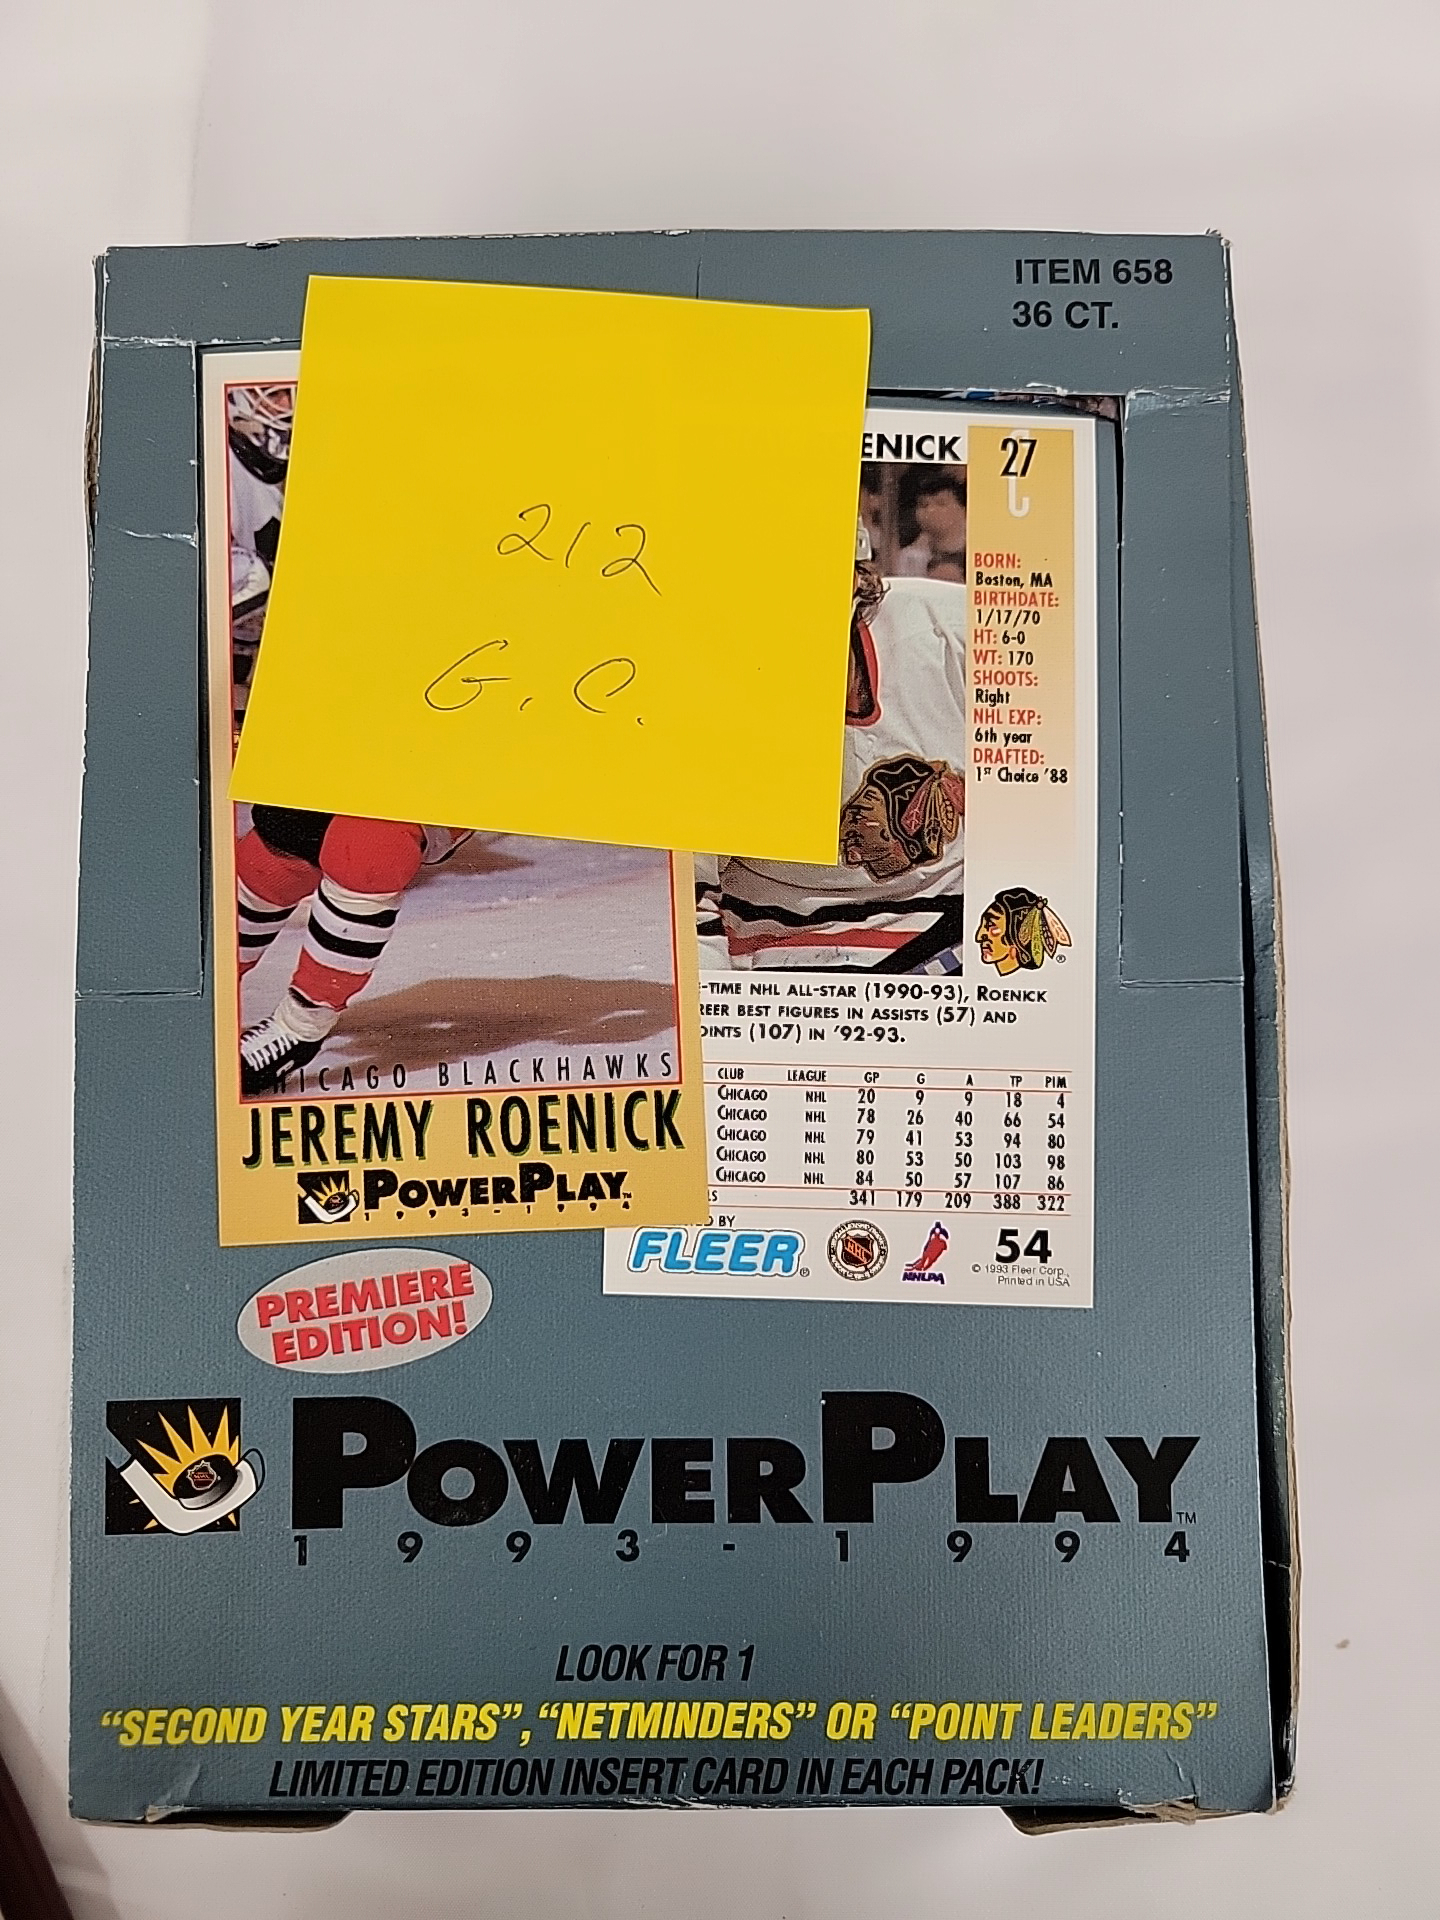 ITEM 658
36 CT.
212
G.C.
ENICK
27
BORN:
Boston, MA
BIRTHDATE:
1/17/70
HT: 6-0
WT: 170
SHOOTS:
Right
NHL EXP:
6th year
DRAFTED:
1ST Choice '88
-TIME NHL ALL-STAR (1990-93), ROENICK
REER BEST FIGURES IN ASSISTS (57) AND
OINTS (107) IN '92-93.
CLUB LEAGUE GP G A TP PIM
CHICAGO NHL 20 9 9 18 4
CHICAGO NHL 78 26 40 66 54
CHICAGO NHL 79 41 53 94 80
CHICAGO NHL 80 53 50 103 98
CHICAGO NHL 84 50 57 107 86
LS 341 179 209 388 322
D BY
FLEER®
NHLPA
54
© 1993 Fleer Corp.,
Printed in USA
CHICAGO BLACKHAWKS
JEREMY ROENICK
POWERPLAY™
1993-1994
PREMIERE
EDITION!
POWERPLAY™
1993-1994
LOOK FOR 1
"SECOND YEAR STARS", "NETMINDERS" OR "POINT LEADERS"
LIMITED EDITION INSERT CARD IN EACH PACK!